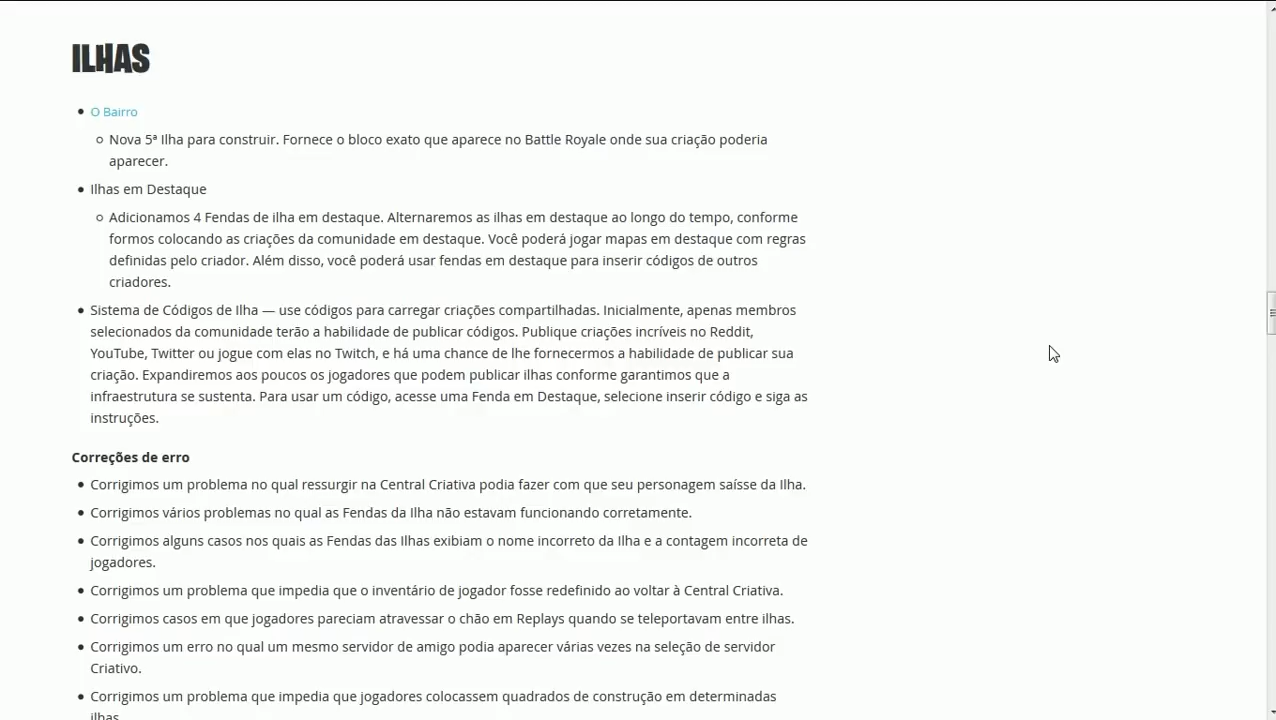 ILHAS
O Bairro
Nova 5ª Ilha para construir. Fornece o bloco exato que aparece no Battle Royale onde sua criação poderia
aparecer.
Ilhas em Destaque
Adicionamos 4 Fendas de ilha em destaque. Alternaremos as ilhas em destaque ao longo do tempo, conforme
formos colocando as criações da comunidade em destaque. Você poderá jogar mapas em destaque com regras
definidas pelo criador. Além disso, você poderá usar fendas em destaque para inserir códigos de outros
criadores.
Sistema de Códigos de Ilha — use códigos para carregar criações compartilhadas. Inicialmente, apenas membros
selecionados da comunidade terão a habilidade de publicar códigos. Publique criações incríveis no Reddit,
YouTube, Twitter ou jogue com elas no Twitch, e há uma chance de lhe fornecermos a habilidade de publicar sua
criação. Expandiremos aos poucos os jogadores que podem publicar ilhas conforme garantimos que a
infraestrutura se sustenta. Para usar um código, acesse uma Fenda em Destaque, selecione inserir código e siga as
instruções.
Correções de erro
Corrigimos um problema no qual ressurgir na Central Criativa podia fazer com que seu personagem saísse da Ilha.
Corrigimos vários problemas no qual as Fendas da Ilha não estavam funcionando corretamente.
Corrigimos alguns casos nos quais as Fendas das Ilhas exibiam o nome incorreto da Ilha e a contagem incorreta de
jogadores.
Corrigimos um problema que impedia que o inventário de jogador fosse redefinido ao voltar à Central Criativa.
Corrigimos casos em que jogadores pareciam atravessar o chão em Replays quando se teleportavam entre ilhas.
Corrigimos um erro no qual um mesmo servidor de amigo podia aparecer várias vezes na seleção de servidor
Criativo.
Corrigimos um problema que impedia que jogadores colocassem quadrados de construção em determinadas
ilhas.